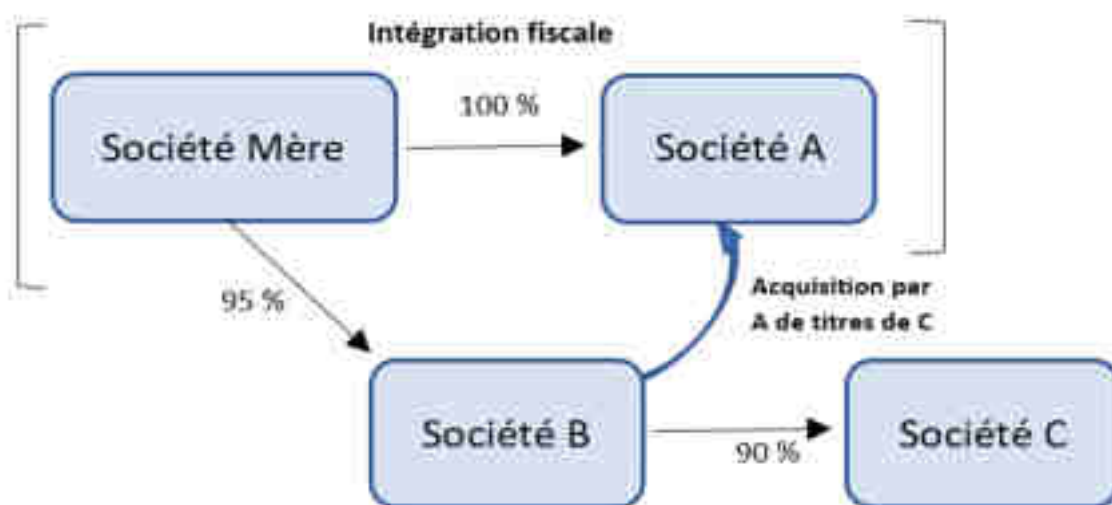 Intégration fiscale
Société Mère
100 %
Société A
95 %
Acquisition par
A de titres de C
Société B
90 %
Société C